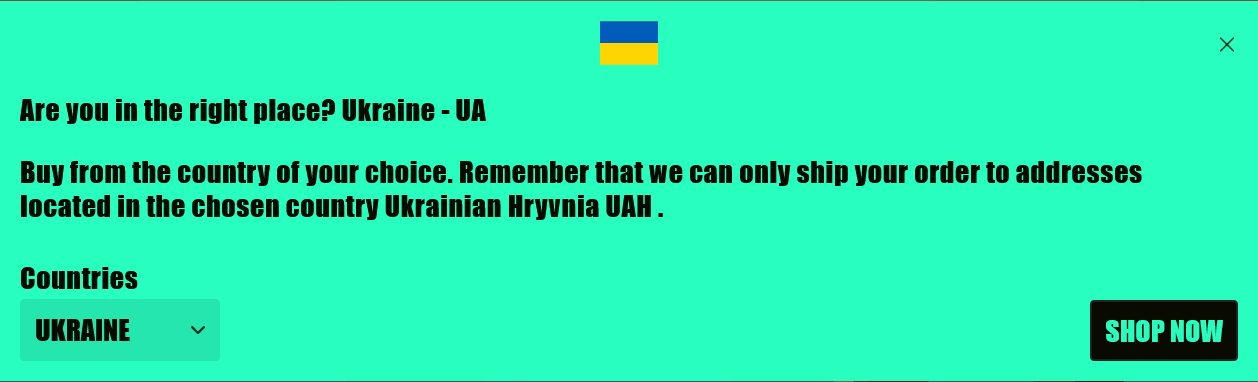 Are you in the right place? Ukraine - UA
Buy from the country of your choice. Remember that we can only ship your order to addresses
located in the chosen country Ukrainian Hryvnia UAH .
Countries
UKRAINE
SHOP NOW